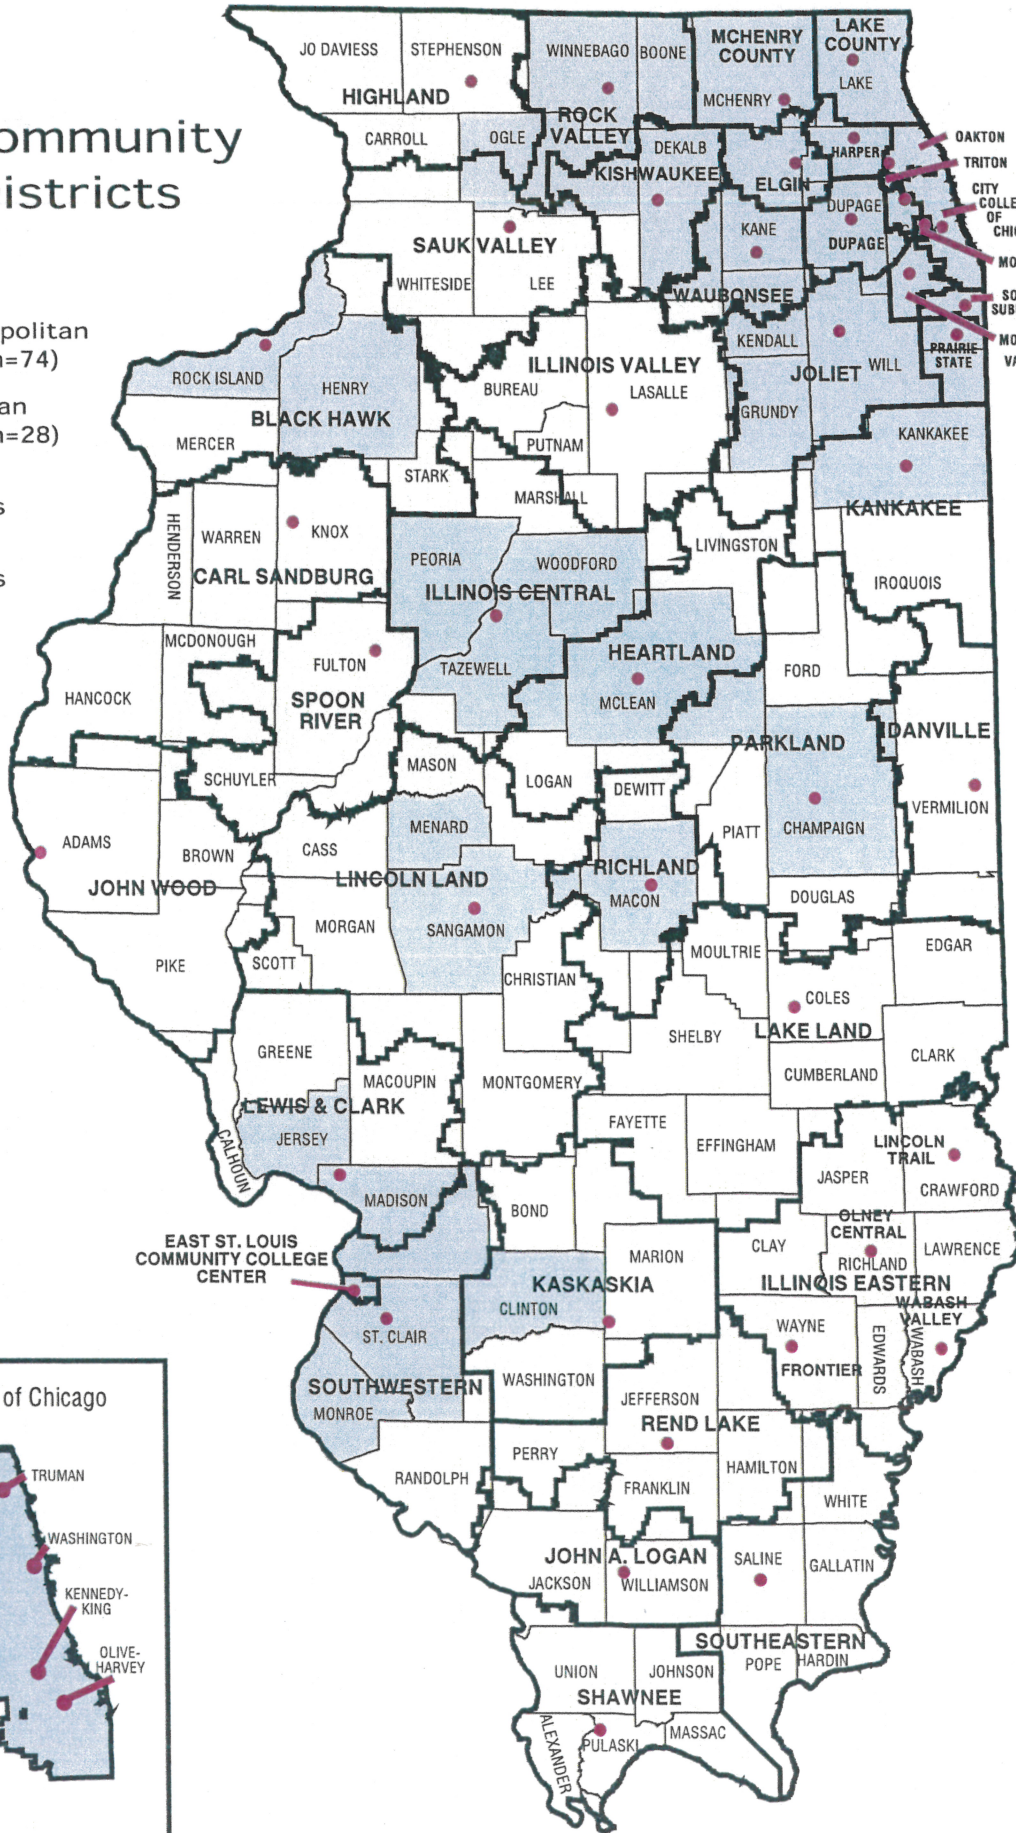 ommunity
istricts
politan
n=74)
an
n=28)
s
s
JO DAVIESS
STEPHENSON
HIGHLAND
CARROLL
WINNEBAGO
BOONE
ROCK
VALLEY
OGLE
MCHENRY
COUNTY
MCHENRY
LAKE
COUNTY
LAKE
DEKALB
KISHWAUKEE
ELGIN
HARPER
OAKTON
TRITON
CITY
COLLE
OF
CHI
MO
SO
SUB
MO
VA
DUPAGE
DUPAGE
KANE
WAUBONSEE
SAUK VALLEY
WHITESIDE
LEE
KENDALL
JOLIET
WILL
PRAIRIE
STATE
GRUNDY
ROCK ISLAND
HENRY
BLACK HAWK
MERCER
ILLINOIS VALLEY
BUREAU
LASALLE
PUTNAM
STARK
MARSHALL
KANKAKEE
KANKAKEE
IROQUOIS
HENDERSON
WARREN
KNOX
CARL SANDBURG
PEORIA
WOODFORD
ILLINOIS CENTRAL
TAZEWELL
LIVINGSTON
HEARTLAND
MCLEAN
FORD
MCDONOUGH
FULTON
SPOON
RIVER
HANCOCK
SCHUYLER
MASON
LOGAN
DEWITT
PARKLAND
CHAMPAIGN
PIATT
DANVILLE
VERMILION
ADAMS
BROWN
JOHN WOOD
PIKE
CASS
MENARD
LINCOLN LAND
MORGAN
SANGAMON
SCOTT
CHRISTIAN
RICHLAND
MACON
DOUGLAS
MOULTRIE
EDGAR
COLES
LAKE LAND
SHELBY
CUMBERLAND
CLARK
GREENE
MACOUPIN
MONTGOMERY
LEWIS & CLARK
JERSEY
CALHOUN
FAYETTE
EFFINGHAM
JASPER
LINCOLN
TRAIL
CRAWFORD
MADISON
BOND
EAST ST. LOUIS
COMMUNITY COLLEGE
CENTER
MARION
CLAY
OLNEY
CENTRAL
RICHLAND
LAWRENCE
ILLINOIS EASTERN
KASKASKIA
CLINTON
ST. CLAIR
WASHINGTON
WAYNE
FRONTIER
EDWARDS
WABASH
WABASH
VALLEY
SOUTHWESTERN
MONROE
RANDOLPH
JEFFERSON
REND LAKE
PERRY
FRANKLIN
HAMILTON
WHITE
JOHN A. LOGAN
JACKSON
WILLIAMSON
SALINE
GALLATIN
SOUTHEASTERN
POPE
HARDIN
UNION
JOHNSON
SHAWNEE
ALEXANDER
PULASKI
MASSAC
of Chicago
TRUMAN
WASHINGTON
KENNEDY-
KING
OLIVE-
HARVEY